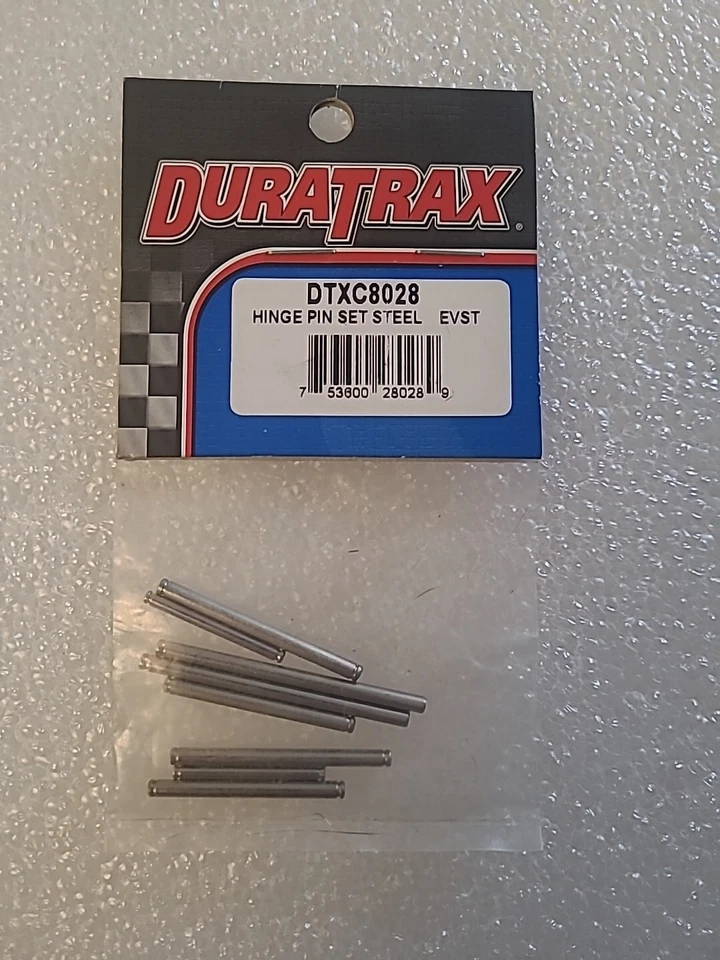 DURATRAX®
DTXC8028
HINGE PIN SET STEEL EVST
7 53600 28028 9